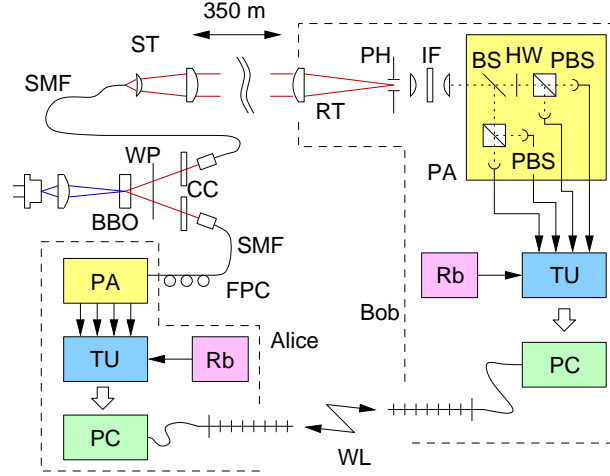 350 m
ST
PH
IF
BS
HW
PBS
SMF
RT
WP
CC
PA
PBS
BBO
SMF
FPC
PA
Rb
TU
Bob
Alice
TU
Rb
PC
PC
WL